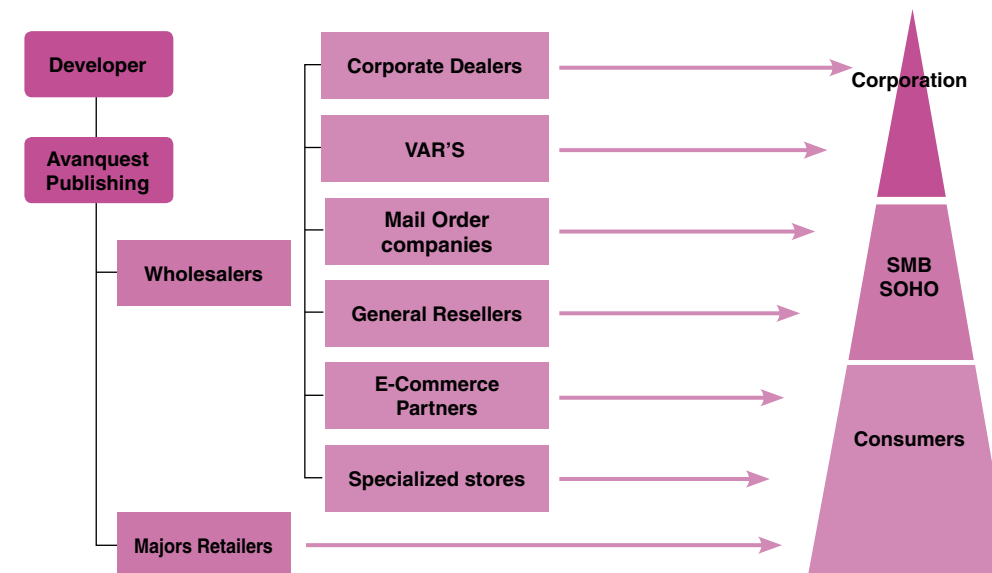 Developer
Avanquest
Publishing
Wholesalers
Majors Retailers
Corporate Dealers
VAR'S
Mail Order
companies
General Resellers
E-Commerce
Partners
Specialized stores
Corporation
SMB
SOHO
Consumers